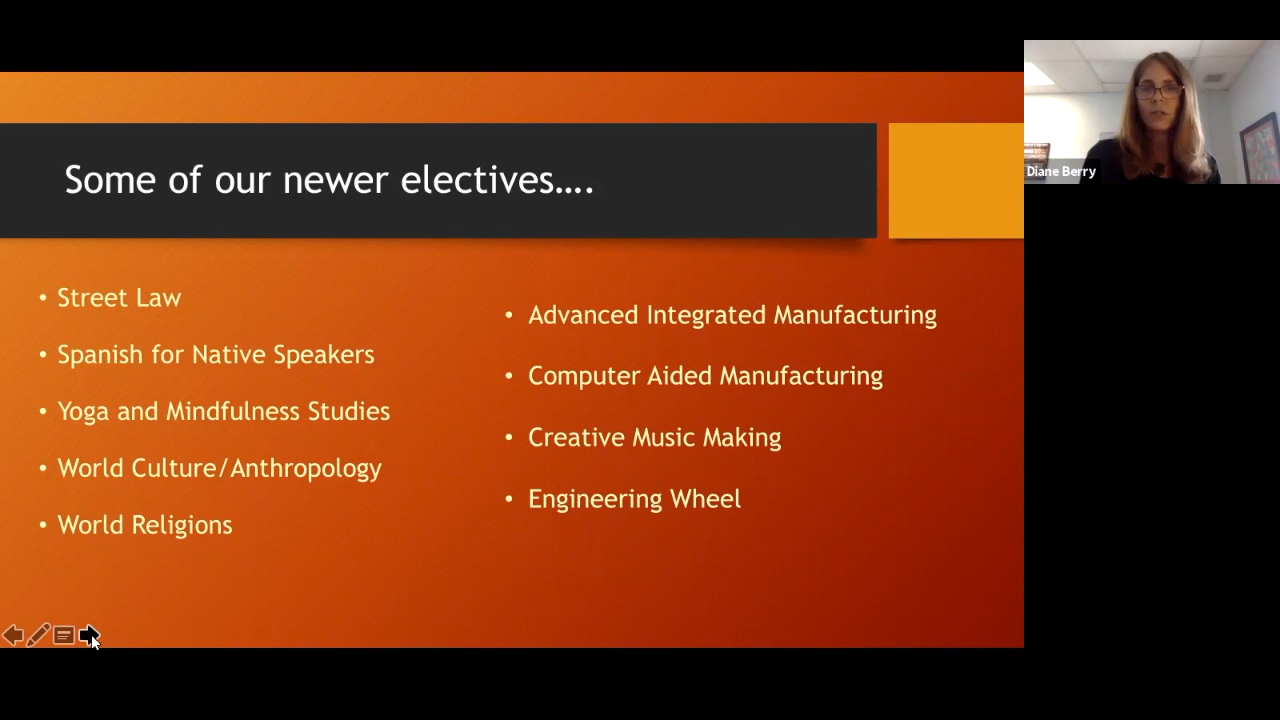 Some of our newer electives….
• Street Law
• Spanish for Native Speakers
• Yoga and Mindfulness Studies
• World Culture/Anthropology
• World Religions
• Advanced Integrated Manufacturing
• Computer Aided Manufacturing
• Creative Music Making
• Engineering Wheel
Diane Berry